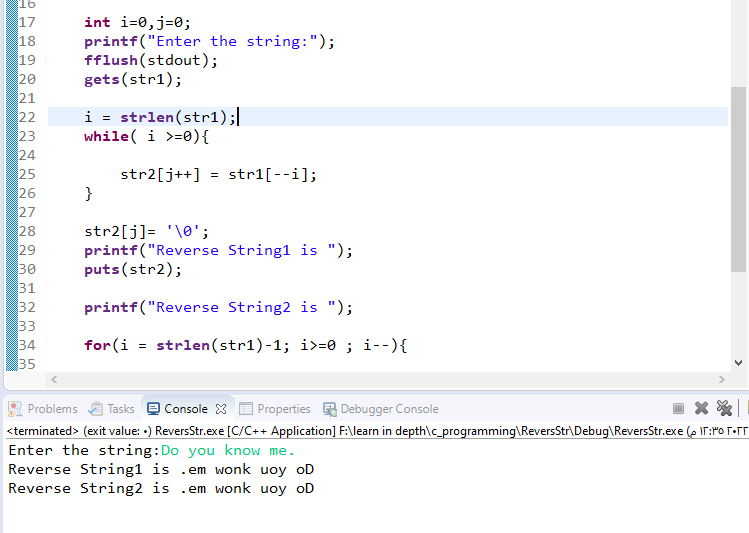 16
17 int i=0,j=0;
18 printf("Enter the string:");
19 fflush(stdout);
20 gets(str1);
21
22 i = strlen(str1);
23 while( i >=0){
24
25 str2[j++] = str1[--i];
26 }
27
28 str2[j]= '\0';
29 printf("Reverse String1 is ");
30 puts(str2);
31
32 printf("Reverse String2 is ");
33
34 for(i = strlen(str1)-1; i>=0 ; i--){
35
Problems Tasks Console Properties Debugger Console
<terminated> (exit value: ٠) ReversStr.exe [C/C++ Application] F:\learn in depth\c_programming\ReversStr\Debug\ReversStr.exe (م ١٢:٣٥ ٢٠٢٢
Enter the string:Do you know me.
Reverse String1 is .em wonk uoy oD
Reverse String2 is .em wonk uoy oD